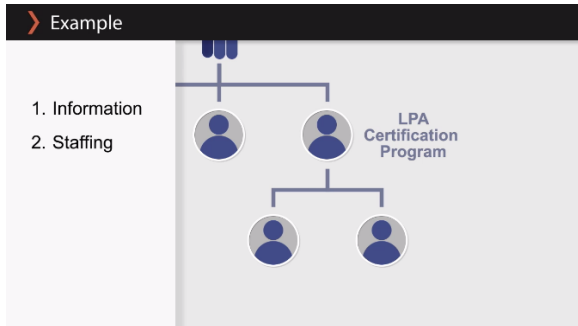 Example
1. Information
2. Staffing
LPA
Certification
Program